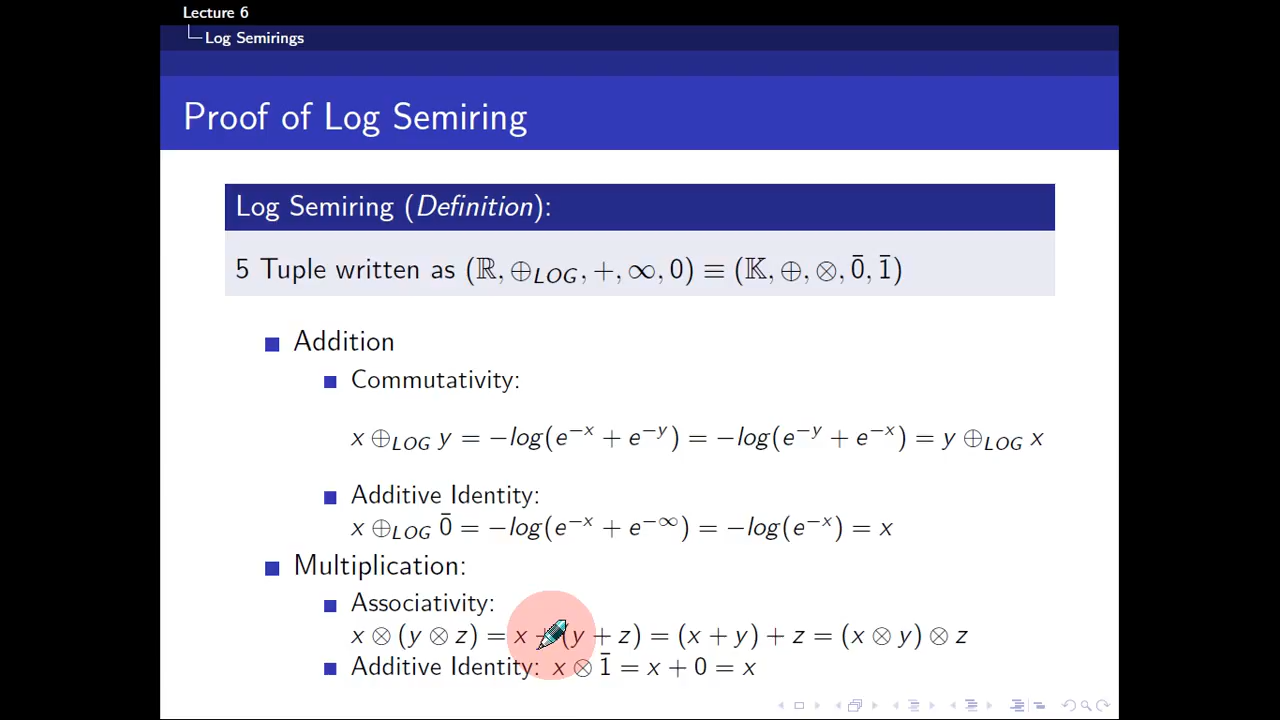 Lecture 6
Log Semirings
Proof of Log Semiring
Log Semiring (Definition):
5 Tuple written as (ℝ, ⊕_LOG, +, ∞, 0) ≡ (𝕂, ⊕, ⊗, 0̄, 1̄)
Addition
Commutativity:
x ⊕_LOG y = −log(e^{−x} + e^{−y}) = −log(e^{−y} + e^{−x}) = y ⊕_LOG x
Additive Identity:
x ⊕_LOG 0̄ = −log(e^{−x} + e^{−∞}) = −log(e^{−x}) = x
Multiplication:
Associativity:
x ⊗ (y ⊗ z) = x + (y + z) = (x + y) + z = (x ⊗ y) ⊗ z
Additive Identity: x ⊗ 1̄ = x + 0 = x